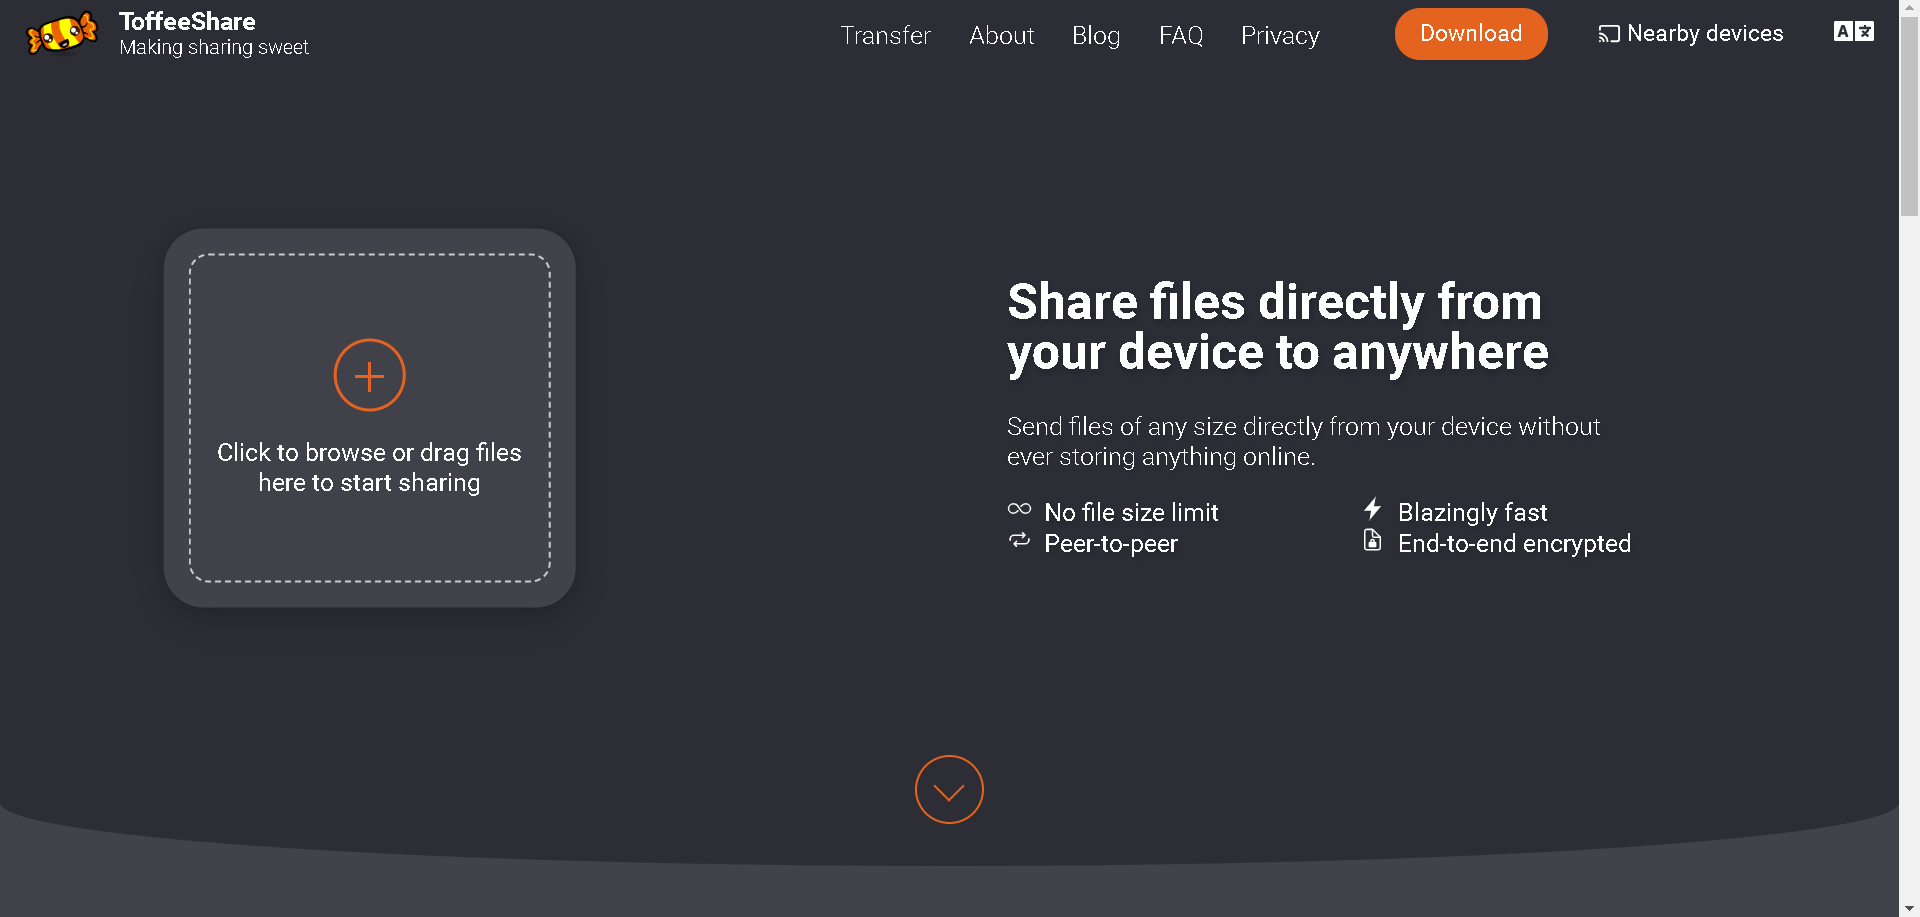 ToffeeShare
Making sharing sweet
Transfer
About
Blog
FAQ
Privacy
Download
Nearby devices
A文
Click to browse or drag files
here to start sharing
Share files directly from
your device to anywhere
Send files of any size directly from your device without
ever storing anything online.
No file size limit
Blazingly fast
Peer-to-peer
End-to-end encrypted